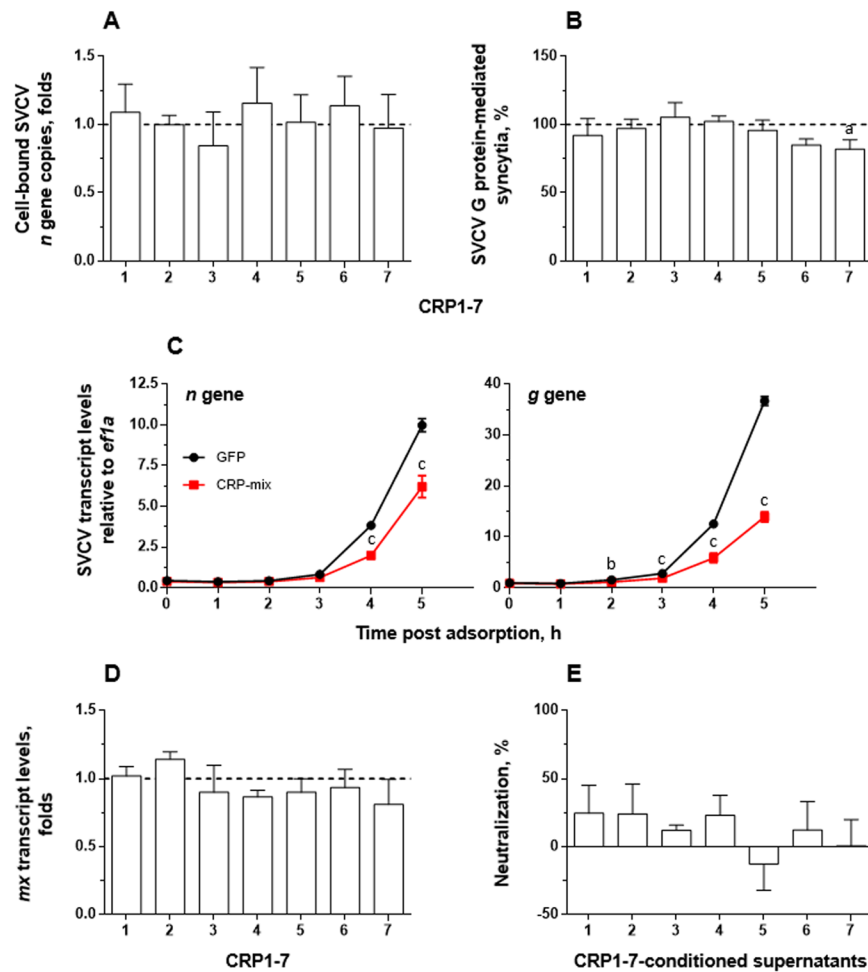 A
Cell-bound SVCV
n gene copies, folds
1.5
1.0
0.5
0.0
1 2 3 4 5 6 7
B
SVCV G protein-mediated
syncytia, %
150
100
50
0
a
1 2 3 4 5 6 7
CRP1-7
C
SVCV transcript levels
relative to ef1a
12.5
10.0
7.5
5.0
2.5
0.0
n gene
GFP
CRP-mix
c
c
0 1 2 3 4 5
40
30
20
10
0
g gene
b
c
c
c
0 1 2 3 4 5
Time post adsorption, h
D
mx transcript levels,
folds
1.5
1.0
0.5
0.0
1 2 3 4 5 6 7
CRP1-7
E
Neutralization, %
100
50
0
-50
1 2 3 4 5 6 7
CRP1-7-conditioned supernatants